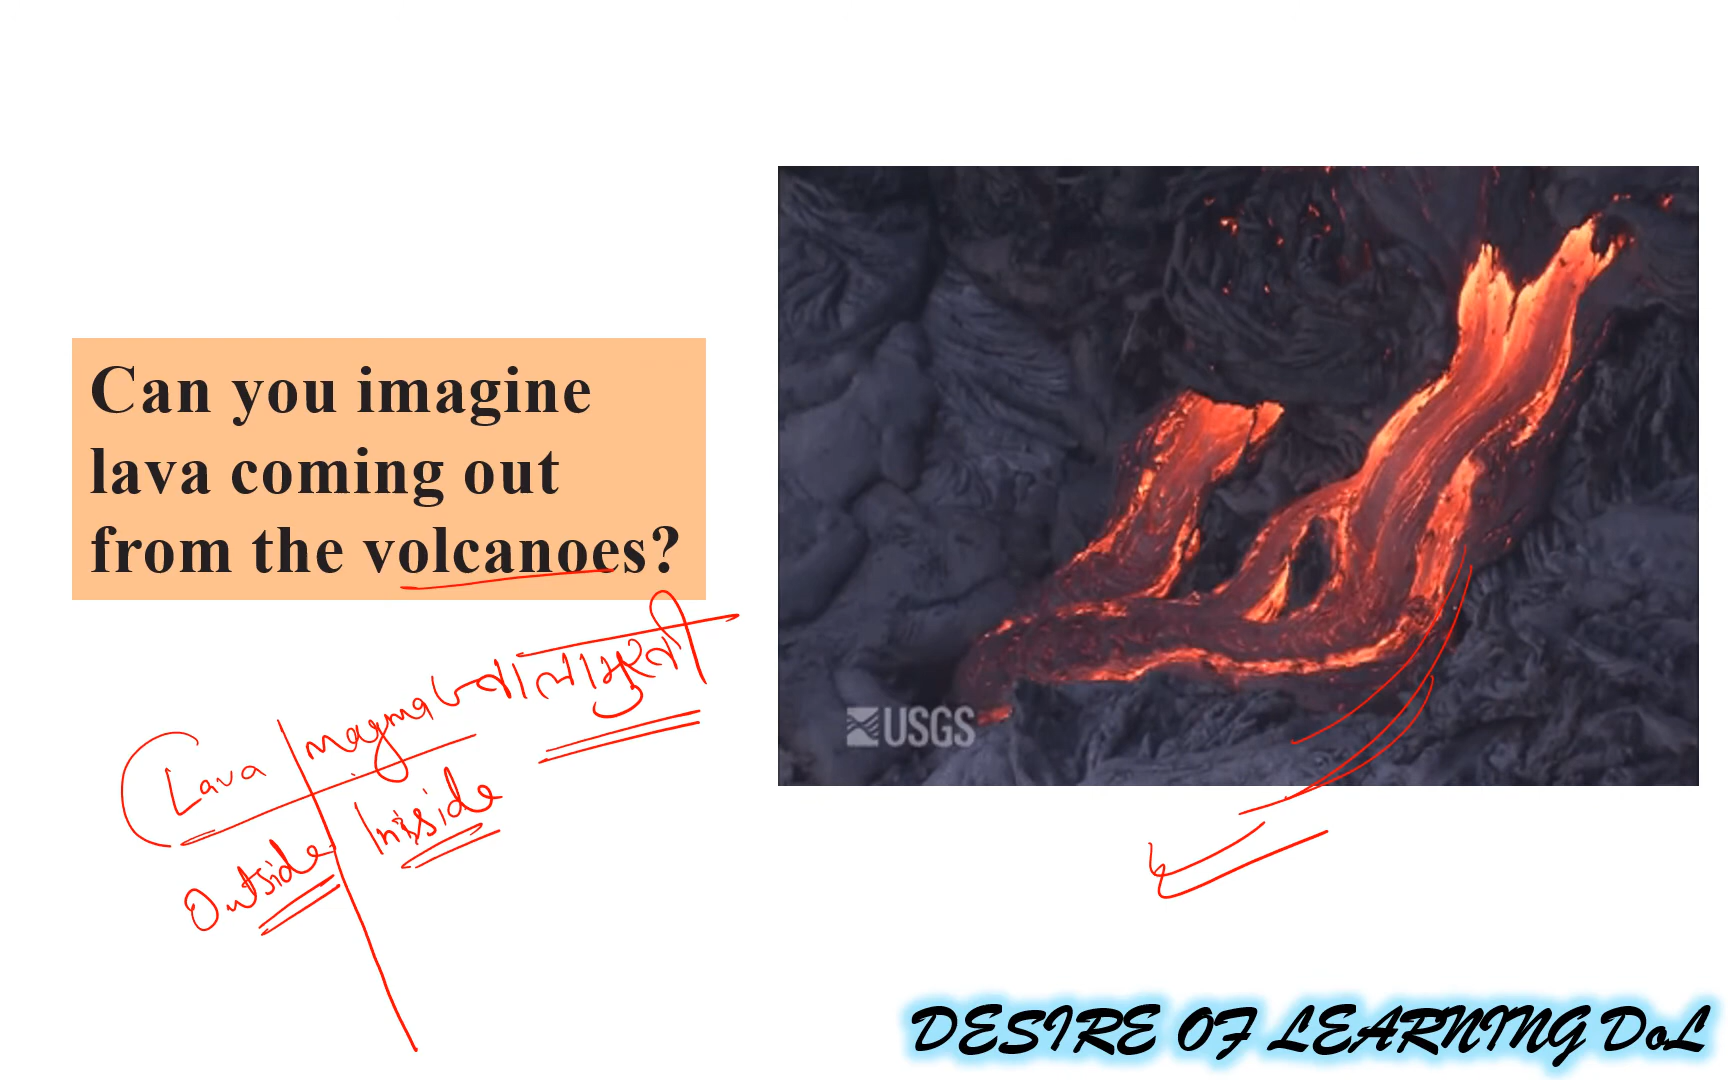 Can you imagine
lava coming out
from the volcanoes?
ज्वालामुखी
Lava magma
Outside Inside
USGS
DESIRE OF LEARNING DoL